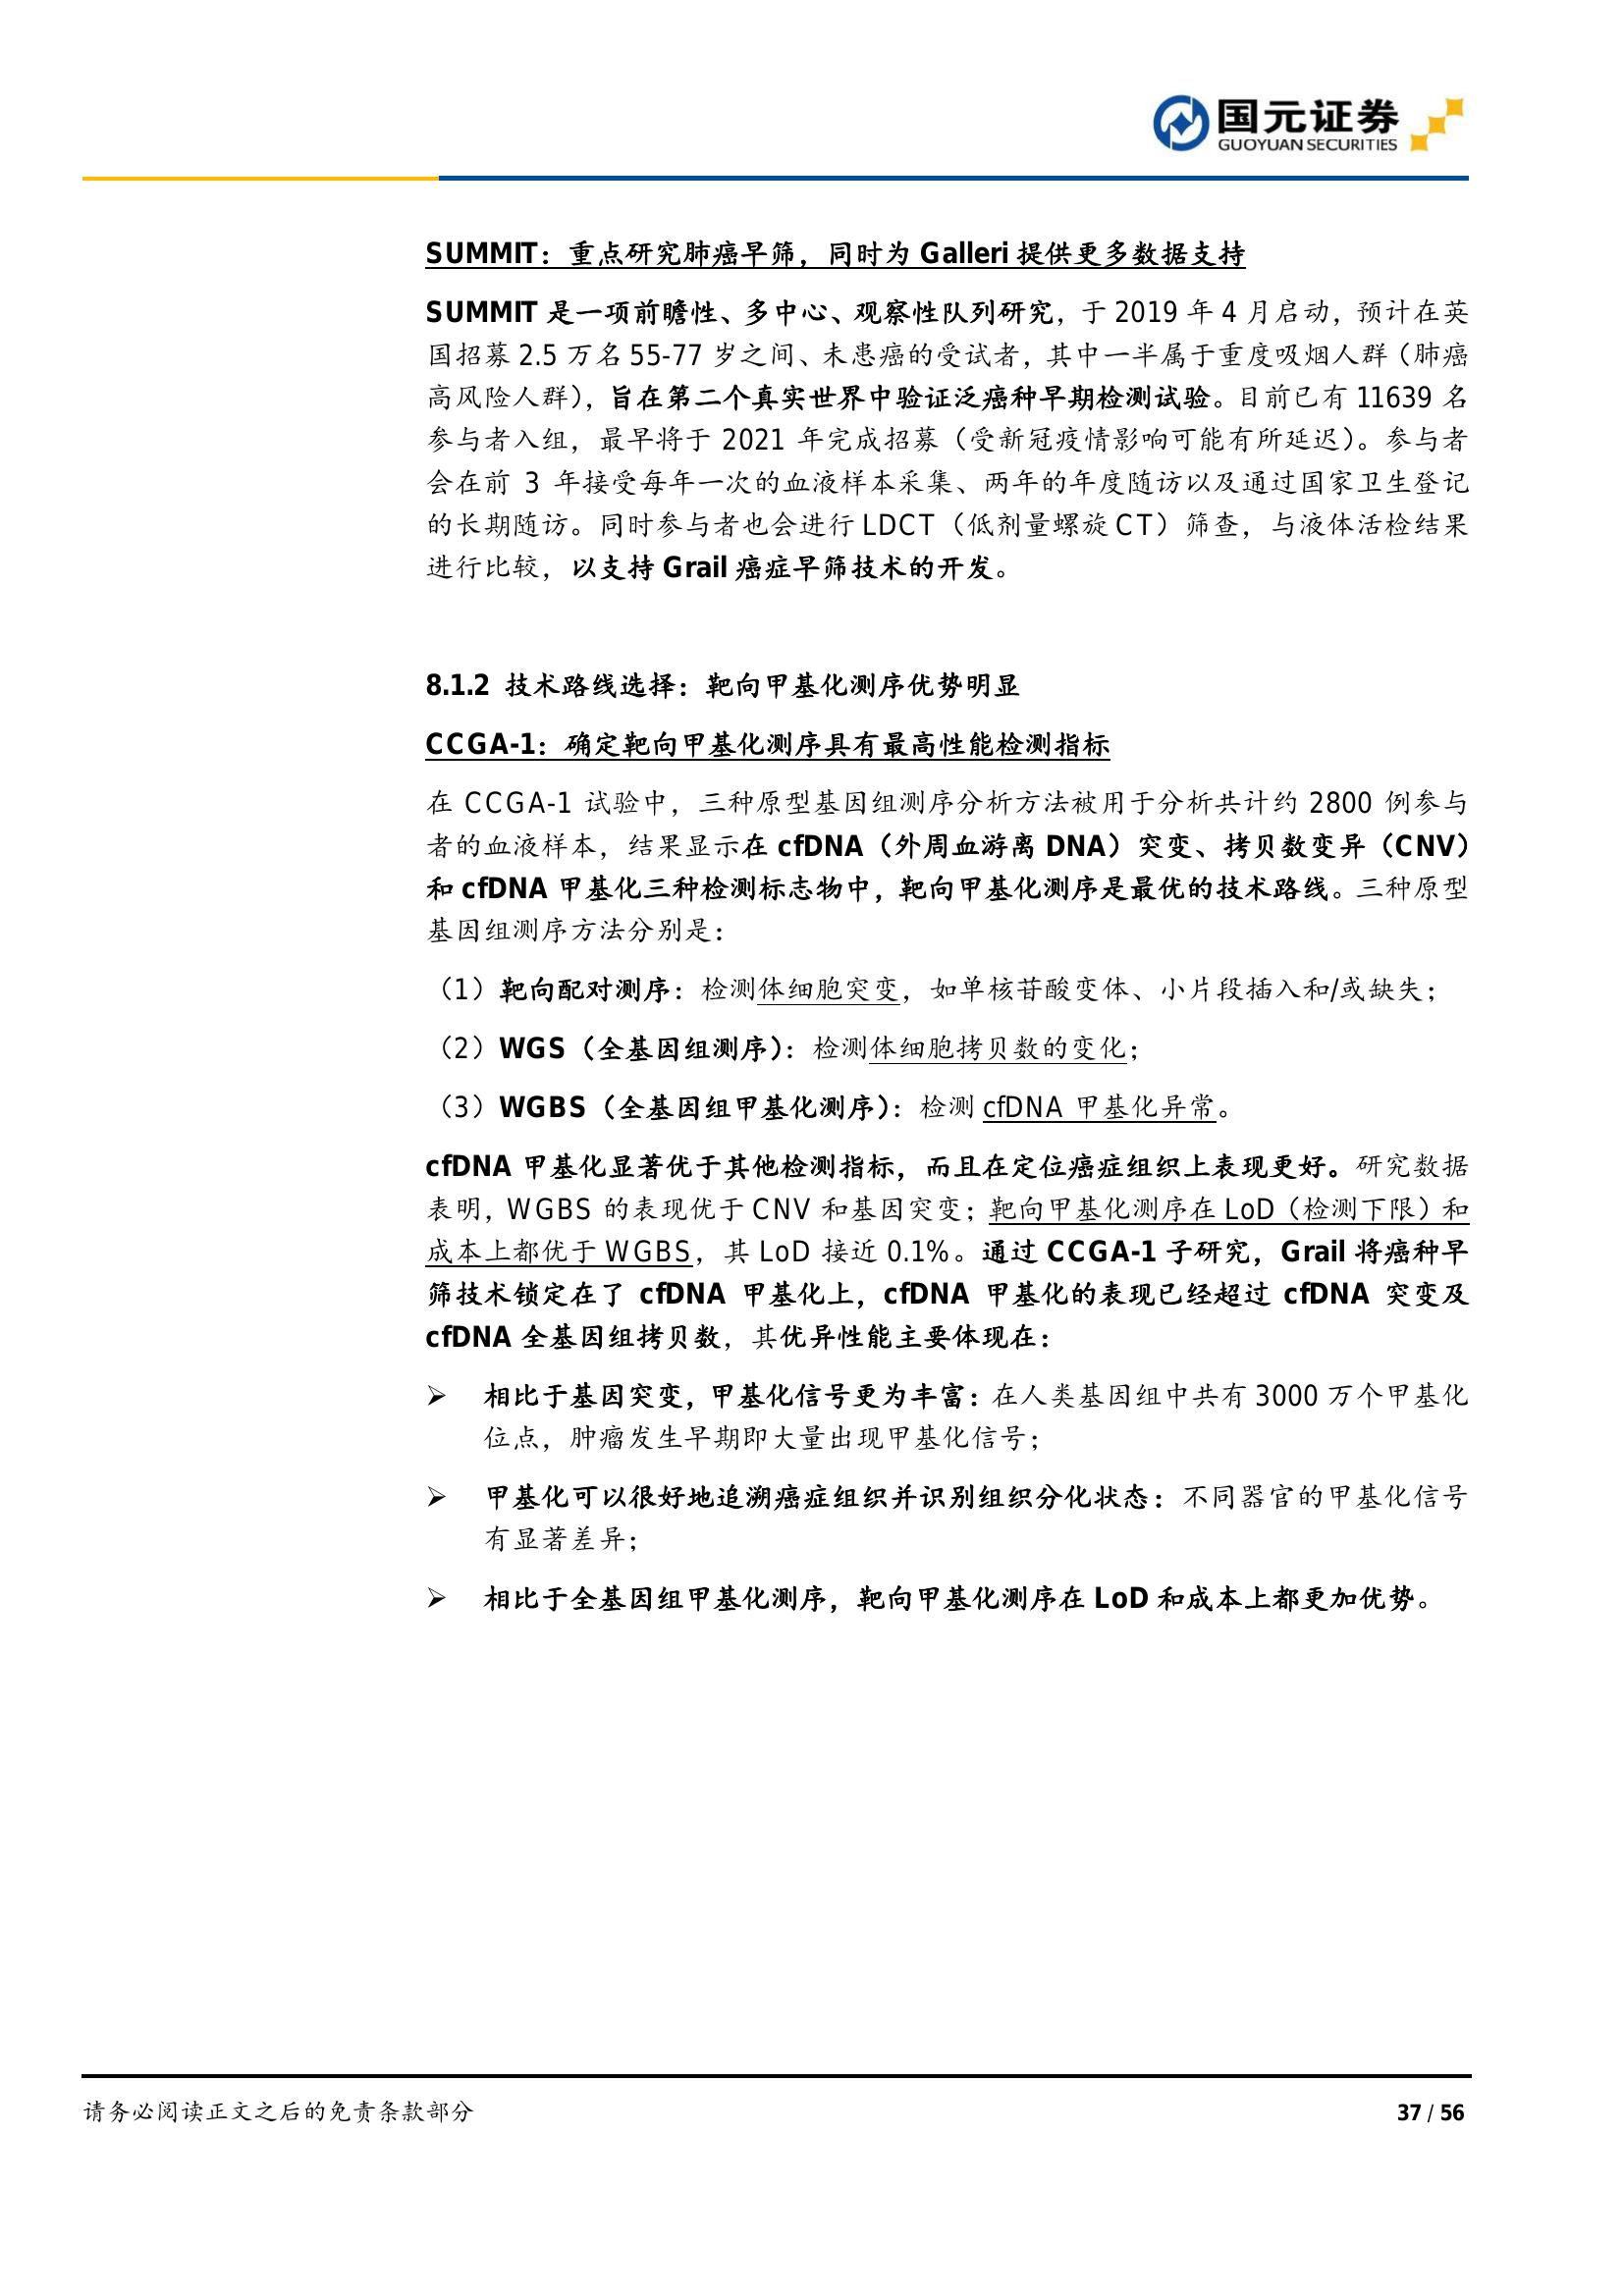 国元证券
GUOYUAN SECURITIES
SUMMIT：重点研究肺癌早筛，同时为 Galleri 提供更多数据支持
SUMMIT 是一项前瞻性、多中心、观察性队列研究，于 2019 年 4 月启动，预计在英
国招募 2.5 万名 55-77 岁之间、未患癌的受试者，其中一半属于重度吸烟人群（肺癌
高风险人群），旨在第二个真实世界中验证泛癌种早期检测试验。目前已有 11639 名
参与者入组，最早将于 2021 年完成招募（受新冠疫情影响可能有所延迟）。参与者
会在前 3 年接受每年一次的血液样本采集、两年的年度随访以及通过国家卫生登记
的长期随访。同时参与者也会进行 LDCT（低剂量螺旋 CT）筛查，与液体活检结果
进行比较，以支持 Grail 癌症早筛技术的开发。
8.1.2 技术路线选择：靶向甲基化测序优势明显
CCGA-1：确定靶向甲基化测序具有最高性能检测指标
在 CCGA-1 试验中，三种原型基因组测序分析方法被用于分析共计约 2800 例参与
者的血液样本，结果显示在 cfDNA（外周血游离 DNA）突变、拷贝数变异（CNV）
和 cfDNA 甲基化三种检测标志物中，靶向甲基化测序是最优的技术路线。三种原型
基因组测序方法分别是：
（1）靶向配对测序：检测体细胞突变，如单核苷酸变体、小片段插入和/或缺失；
（2）WGS（全基因组测序）：检测体细胞拷贝数的变化；
（3）WGBS（全基因组甲基化测序）：检测 cfDNA 甲基化异常。
cfDNA 甲基化显著优于其他检测指标，而且在定位癌症组织上表现更好。研究数据
表明，WGBS 的表现优于 CNV 和基因突变；靶向甲基化测序在 LoD（检测下限）和
成本上都优于 WGBS，其 LoD 接近 0.1%。通过 CCGA-1 子研究，Grail 将癌种早
筛技术锁定在了 cfDNA 甲基化上，cfDNA 甲基化的表现已经超过 cfDNA 突变及
cfDNA 全基因组拷贝数，其优异性能主要体现在：
➢ 相比于基因突变，甲基化信号更为丰富：在人类基因组中共有 3000 万个甲基化
位点，肿瘤发生早期即大量出现甲基化信号；
➢ 甲基化可以很好地追溯癌症组织并识别组织分化状态：不同器官的甲基化信号
有显著差异；
➢ 相比于全基因组甲基化测序，靶向甲基化测序在 LoD 和成本上都更加优势。
请务必阅读正文之后的免责条款部分
37 / 56